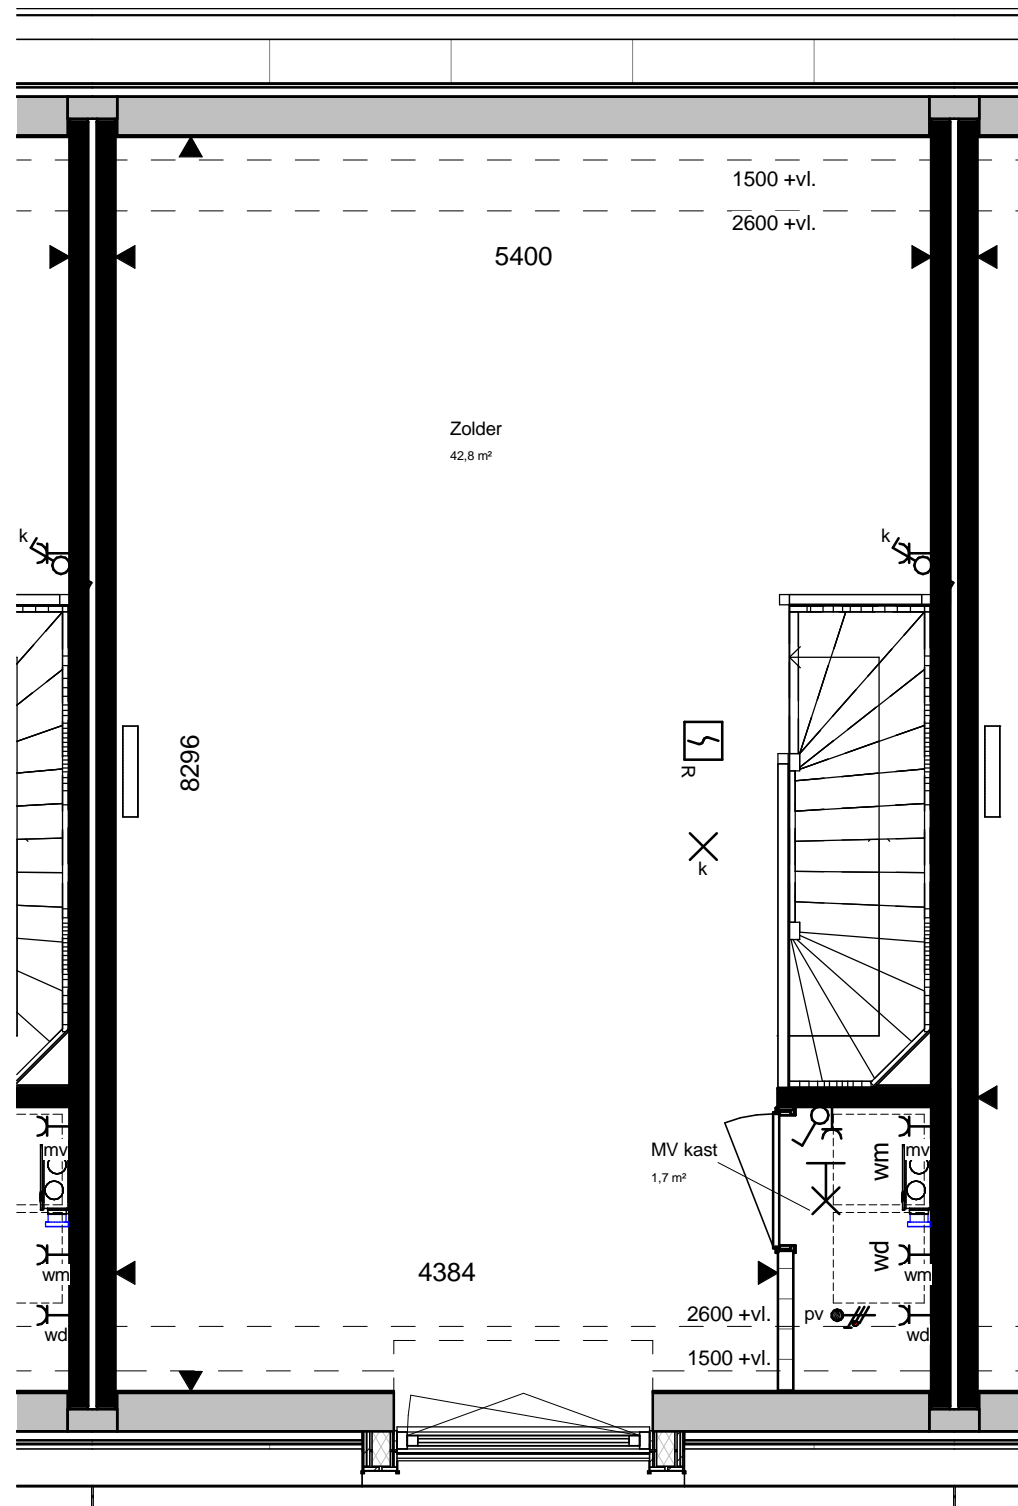 1500 +vl.
2600 +vl.
5400
Zolder
42,8 m²
k
k
8296
R
k
mv
MV kast
1,7 m²
wm
mv
wm
4384
wd
wm
2600 +vl.
pv
wd
wd
1500 +vl.